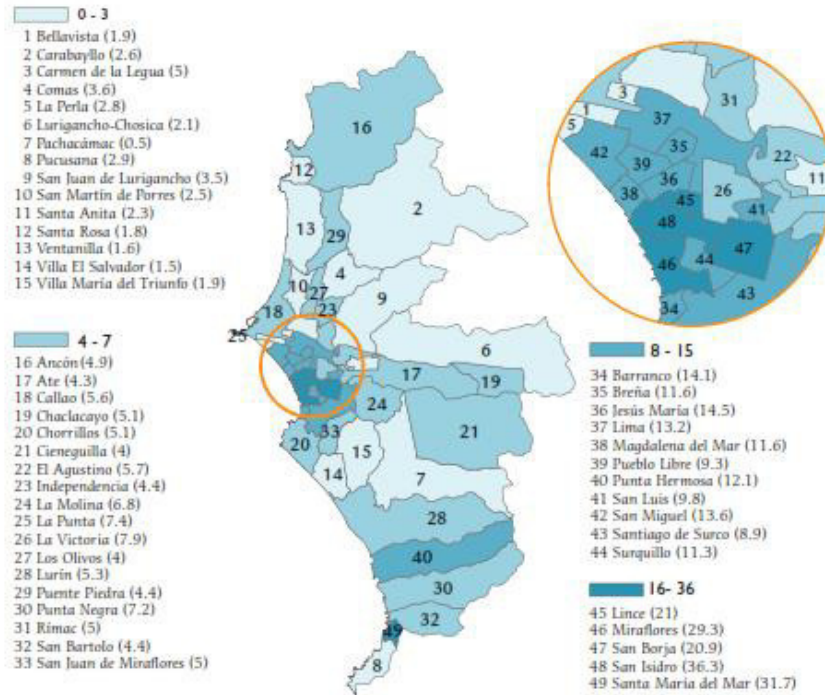 0 - 3
1 Bellavista (1.9)
2 Carabayllo (2.6)
3 Carmen de la Legua (5)
4 Comas (3.6)
5 La Perla (2.8)
6 Lurigancho-Chosica (2.1)
7 Pachacámac (0.5)
8 Pucusana (2.9)
9 San Juan de Lurigancho (3.5)
10 San Martín de Porres (2.5)
11 Santa Anita (2.3)
12 Santa Rosa (1.8)
13 Ventanilla (1.6)
14 Villa El Salvador (1.5)
15 Villa María del Triunfo (1.9)
4 - 7
16 Ancón (4.9)
17 Ate (4.3)
18 Callao (5.6)
19 Chaclacayo (5.1)
20 Chorrillos (5.1)
21 Cieneguilla (4)
22 El Agustino (5.7)
23 Independencia (4.4)
24 La Molina (6.8)
25 La Punta (7.4)
26 La Victoria (7.9)
27 Los Olivos (4)
28 Lurín (5.3)
29 Puente Piedra (4.4)
30 Punta Negra (7.2)
31 Rímac (5)
32 San Bartolo (4.4)
33 San Juan de Miraflores (5)
16
12
2
13
29
4
10
27
9
18
23
25
6
17
19
24
21
33
20
15
14
7
28
40
30
32
49
8
3
31
1
37
5
35
22
42
39
11
36
38
26
45
41
48
47
44
46
43
34
8 - 15
34 Barranco (14.1)
35 Breña (11.6)
36 Jesús María (14.5)
37 Lima (13.2)
38 Magdalena del Mar (11.6)
39 Pueblo Libre (9.3)
40 Punta Hermosa (12.1)
41 San Luis (9.8)
42 San Miguel (13.6)
43 Santiago de Surco (8.9)
44 Surquillo (11.3)
16- 36
45 Lince (21)
46 Miraflores (29.3)
47 San Borja (20.9)
48 San Isidro (36.3)
49 Santa María del Mar (31.7)